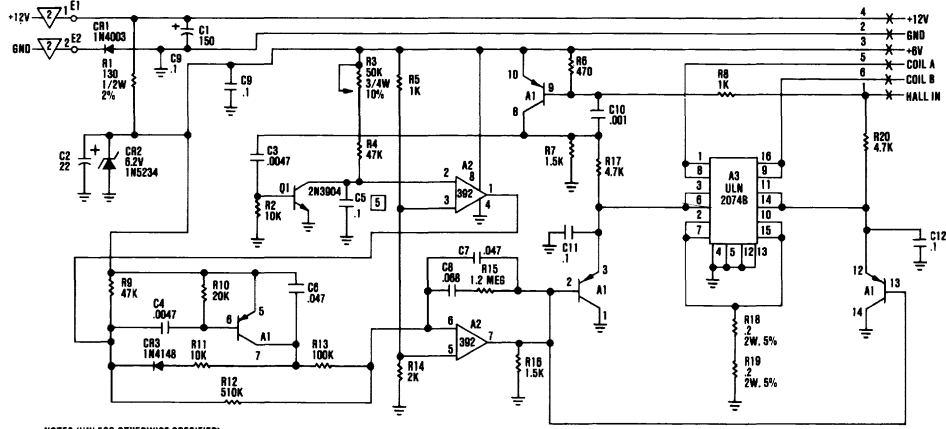 +12V 2 1 E1
GND 2 2 E2
CR1
1N4003
C1
150
C9
.1
R1
130
1/2W
2%
C9
.1
R3
50K
3/4W
10%
R5
1K
10
8
A1
9
R6
470
C10
.001
R8
1K
4 +12V
2 GND
3 +6V
5 COIL A
6 COIL B
1 HALL IN
C2
22
CR2
6.2V
1N5234
C3
.0047
R4
47K
R7
1.5K
R17
4.7K
R20
4.7K
Q1
2N3904
R2
10K
C5
.1
5
A2
392
2
3
8
1
4
A3
ULN
2074B
1
8
3
6
2
7
16
9
11
14
10
15
4 5 12 13
C11
.1
C12
.1
R9
47K
C4
.0047
R10
20K
C6
.047
5
6
A1
7
CR3
1N4148
R11
10K
R13
100K
R12
510K
C7 .047
C8
.068
R15
1.2 MEG
A2
392
6
5
7
R14
2K
R16
1.5K
2
3
A1
1
R18
.2
2W, 5%
R19
.2
2W, 5%
12
A1
13
14